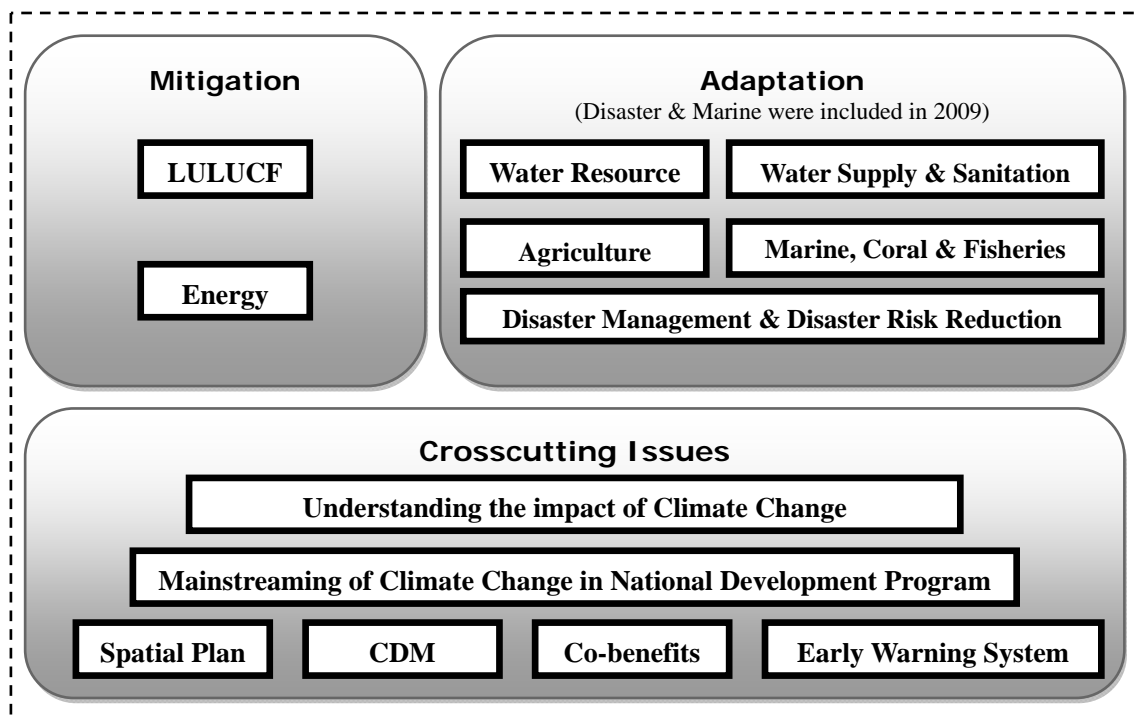 Mitigation
LULUCF
Energy
Adaptation
(Disaster & Marine were included in 2009)
Water Resource
Water Supply & Sanitation
Agriculture
Marine, Coral & Fisheries
Disaster Management & Disaster Risk Reduction
Crosscutting Issues
Understanding the impact of Climate Change
Mainstreaming of Climate Change in National Development Program
Spatial Plan
CDM
Co-benefits
Early Warning System